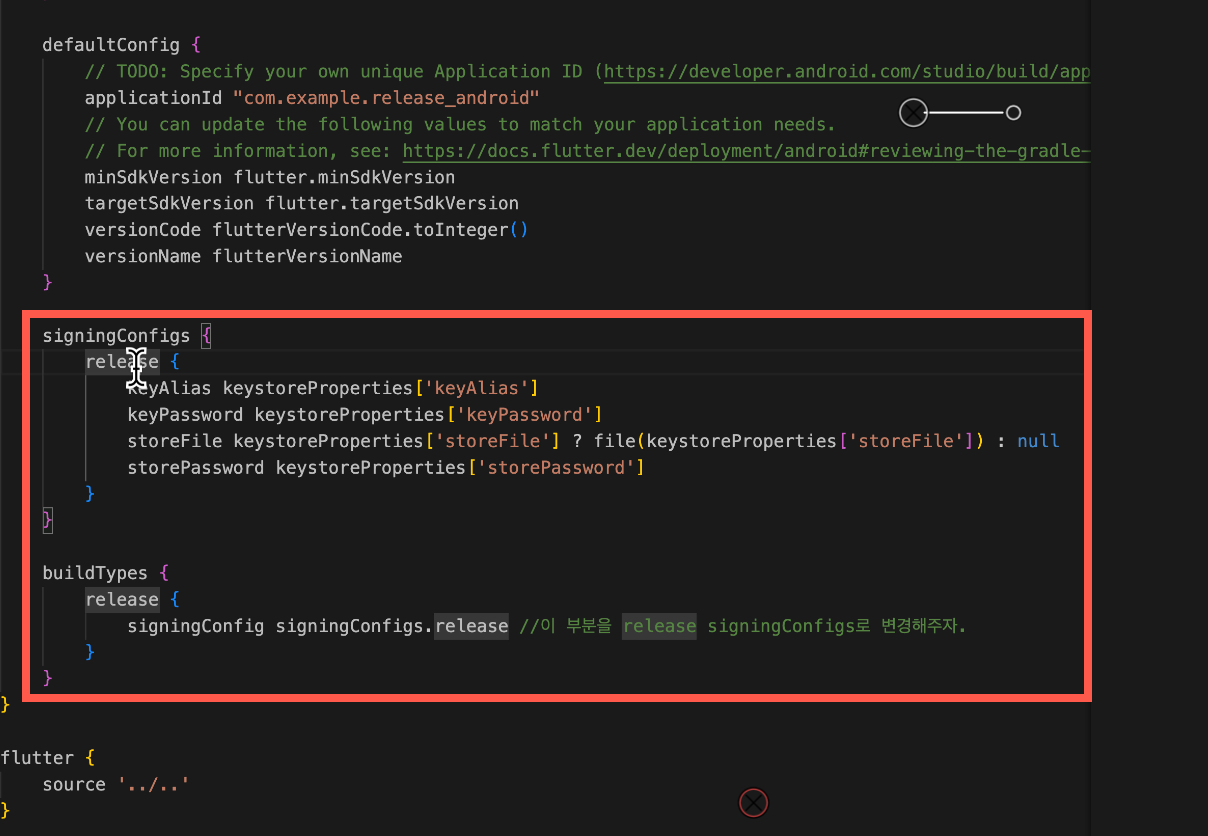 defaultConfig {
// TODO: Specify your own unique Application ID (https://developer.android.com/studio/build/app
applicationId "com.example.release_android"
// You can update the following values to match your application needs.
// For more information, see: https://docs.flutter.dev/deployment/android#reviewing-the-gradle-
minSdkVersion flutter.minSdkVersion
targetSdkVersion flutter.targetSdkVersion
versionCode flutterVersionCode.toInteger()
versionName flutterVersionName
}
signingConfigs {
release {
keyAlias keystoreProperties['keyAlias']
keyPassword keystoreProperties['keyPassword']
storeFile keystoreProperties['storeFile'] ? file(keystoreProperties['storeFile']) : null
storePassword keystoreProperties['storePassword']
}
}
buildTypes {
release {
signingConfig signingConfigs.release //이 부분을 release signingConfigs로 변경해주자.
}
}
}
flutter {
source '../..'
}